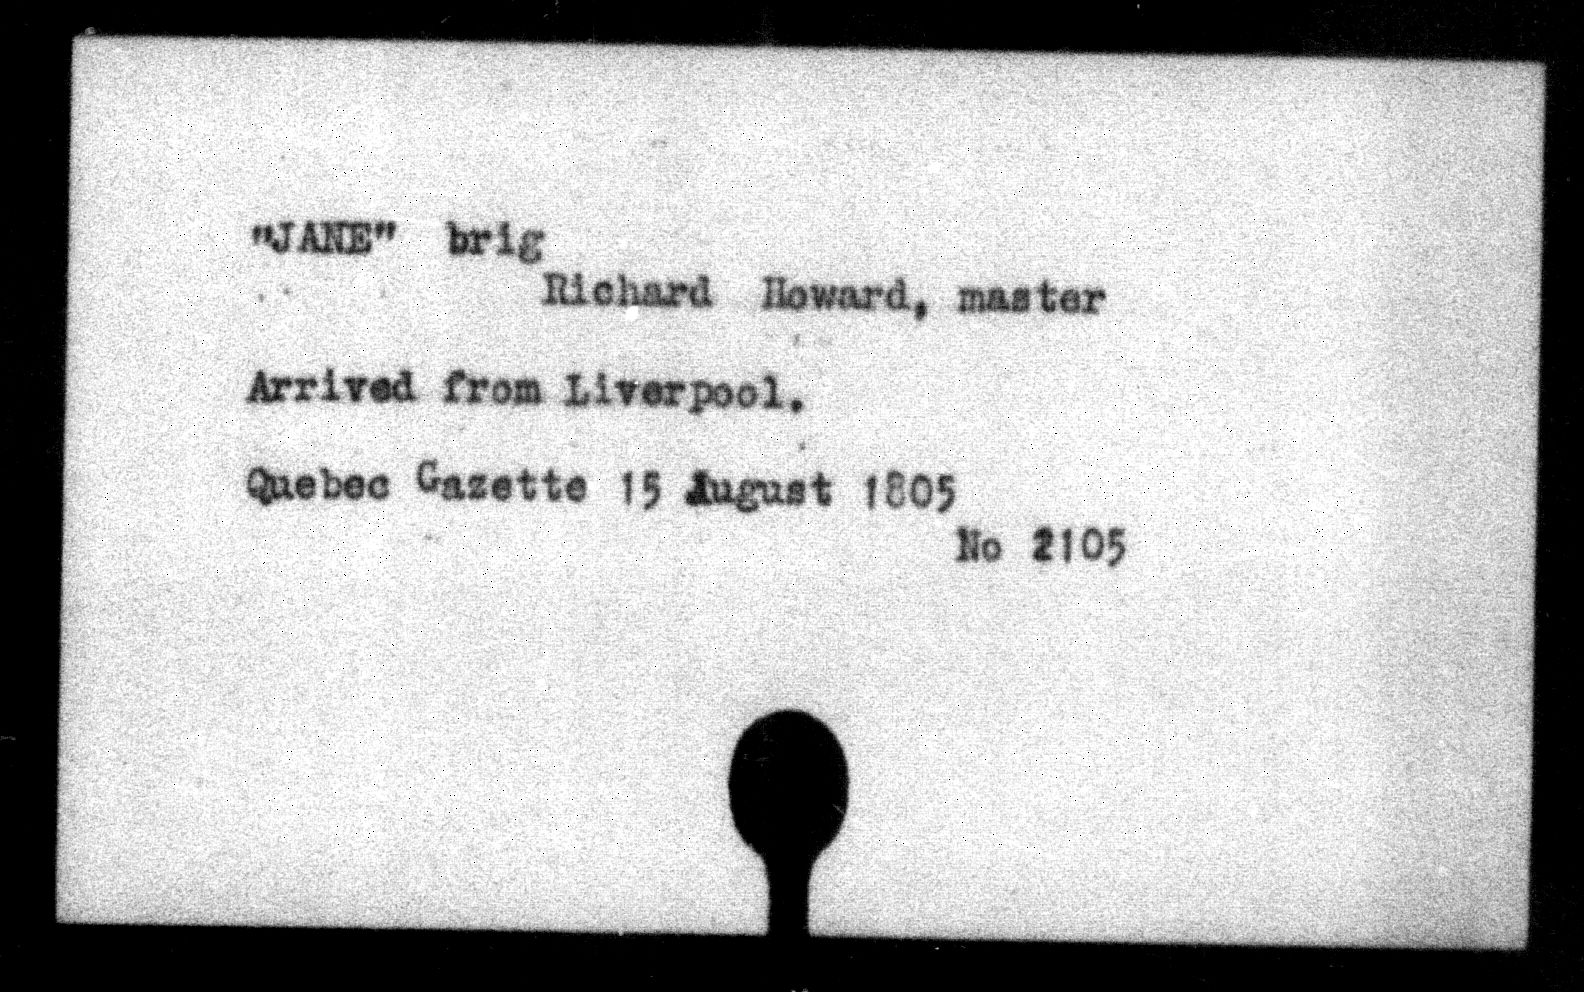 "JANE" brig
Richard Howard, master
Arrived from Liverpool.
Quebec Gazette 15 August 1805
No 2105